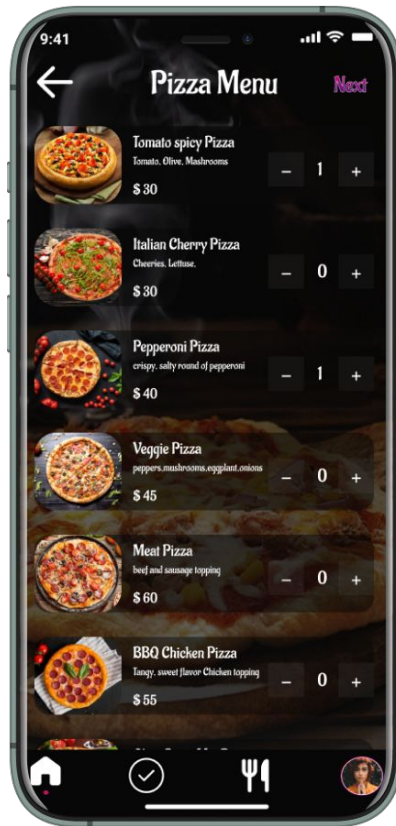 9:41
Pizza Menu
Next
Tomato spicy Pizza
Tomato, Olive, Mashrooms
$ 30
– 1 +
Italian Cherry Pizza
Cheeries, Lettuse,
$ 30
– 0 +
Pepperoni Pizza
crispy, salty round of pepperoni
$ 40
– 1 +
Veggie Pizza
peppers,mushrooms,eggplant,onions
$ 45
– 0 +
Meat Pizza
beef and sausage topping
$ 60
– 0 +
BBQ Chicken Pizza
Tangy, sweet flavor Chicken topping
$ 55
– 0 +